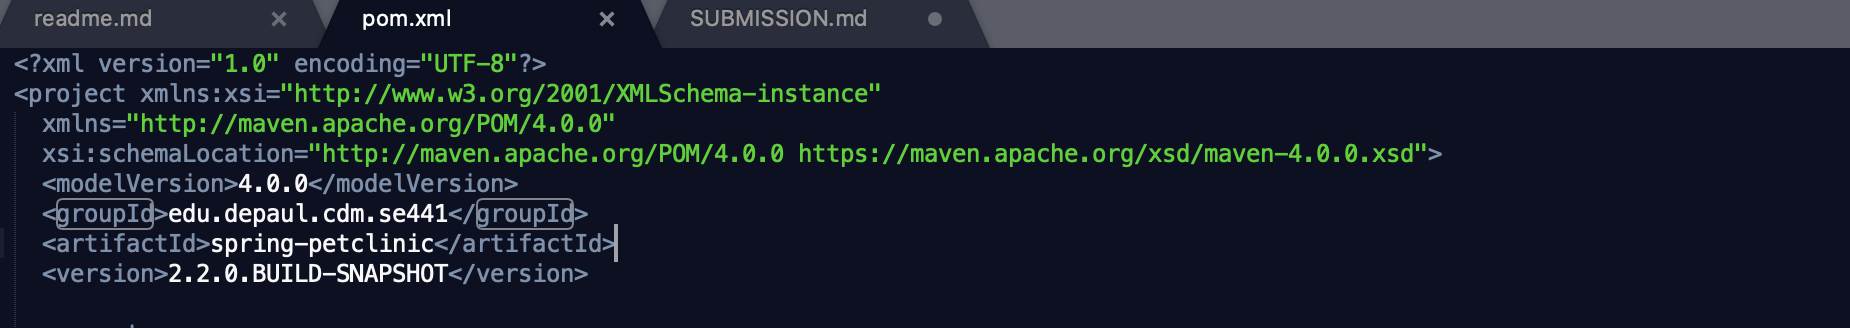 readme.md × pom.xml × SUBMISSION.md
<?xml version="1.0" encoding="UTF-8"?>
<project xmlns:xsi="http://www.w3.org/2001/XMLSchema-instance"
xmlns="http://maven.apache.org/POM/4.0.0"
xsi:schemaLocation="http://maven.apache.org/POM/4.0.0 https://maven.apache.org/xsd/maven-4.0.0.xsd">
<modelVersion>4.0.0</modelVersion>
<groupId>edu.depaul.cdm.se441</groupId>
<artifactId>spring-petclinic</artifactId>
<version>2.2.0.BUILD-SNAPSHOT</version>